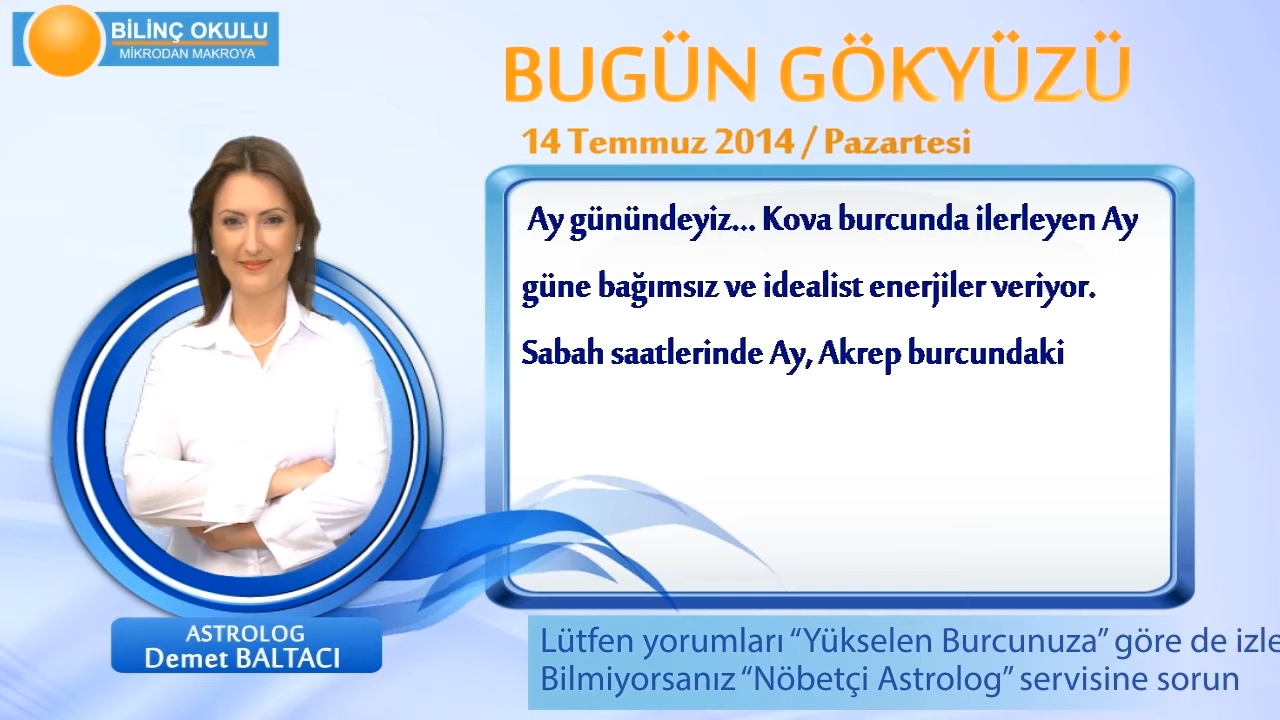 BİLİNÇ OKULU
MİKRODAN MAKROYA
BUGÜN GÖKYÜZÜ
14 Temmuz 2014 / Pazartesi
Ay günündeyiz... Kova burcunda ilerleyen Ay
güne bağımsız ve idealist enerjiler veriyor.
Sabah saatlerinde Ay, Akrep burcundaki
ASTROLOG
Demet BALTACI
Lütfen yorumları “Yükselen Burcunuza” göre de izle
Bilmiyorsanız “Nöbetçi Astrolog” servisine sorun